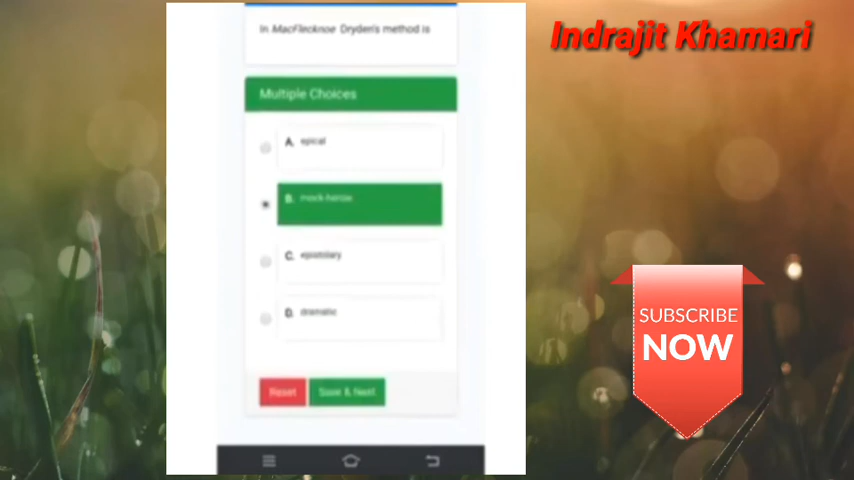 In MacFlecknoe Dryden's method is
Indrajit Khamari
Multiple Choices
A. epical
B. mock-heroic
C. epistolary
D. dramatic
SUBSCRIBE
NOW
Reset
Save & Next